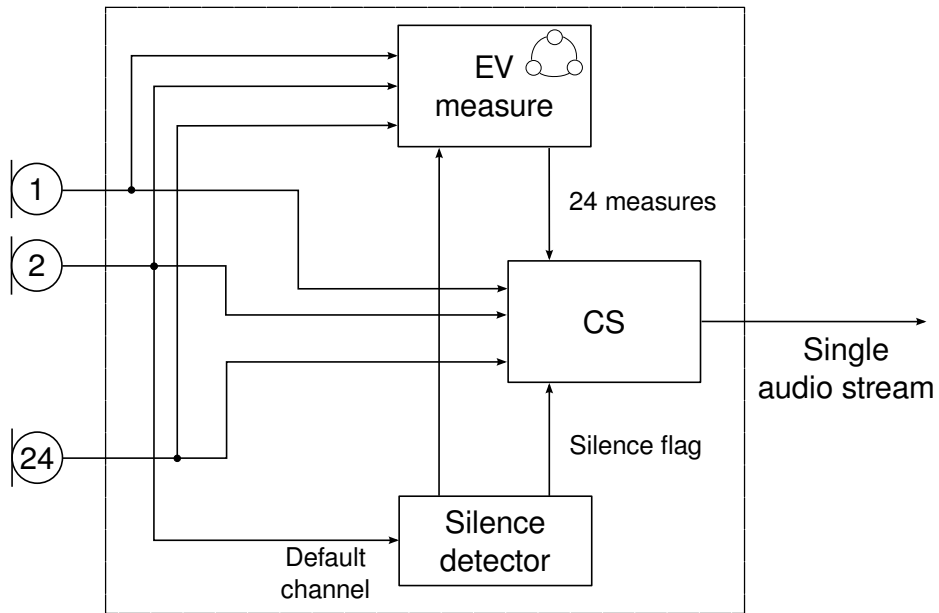 EV
measure
1
24 measures
2
CS
Single
audio stream
24
Silence flag
Silence
detector
Default
channel